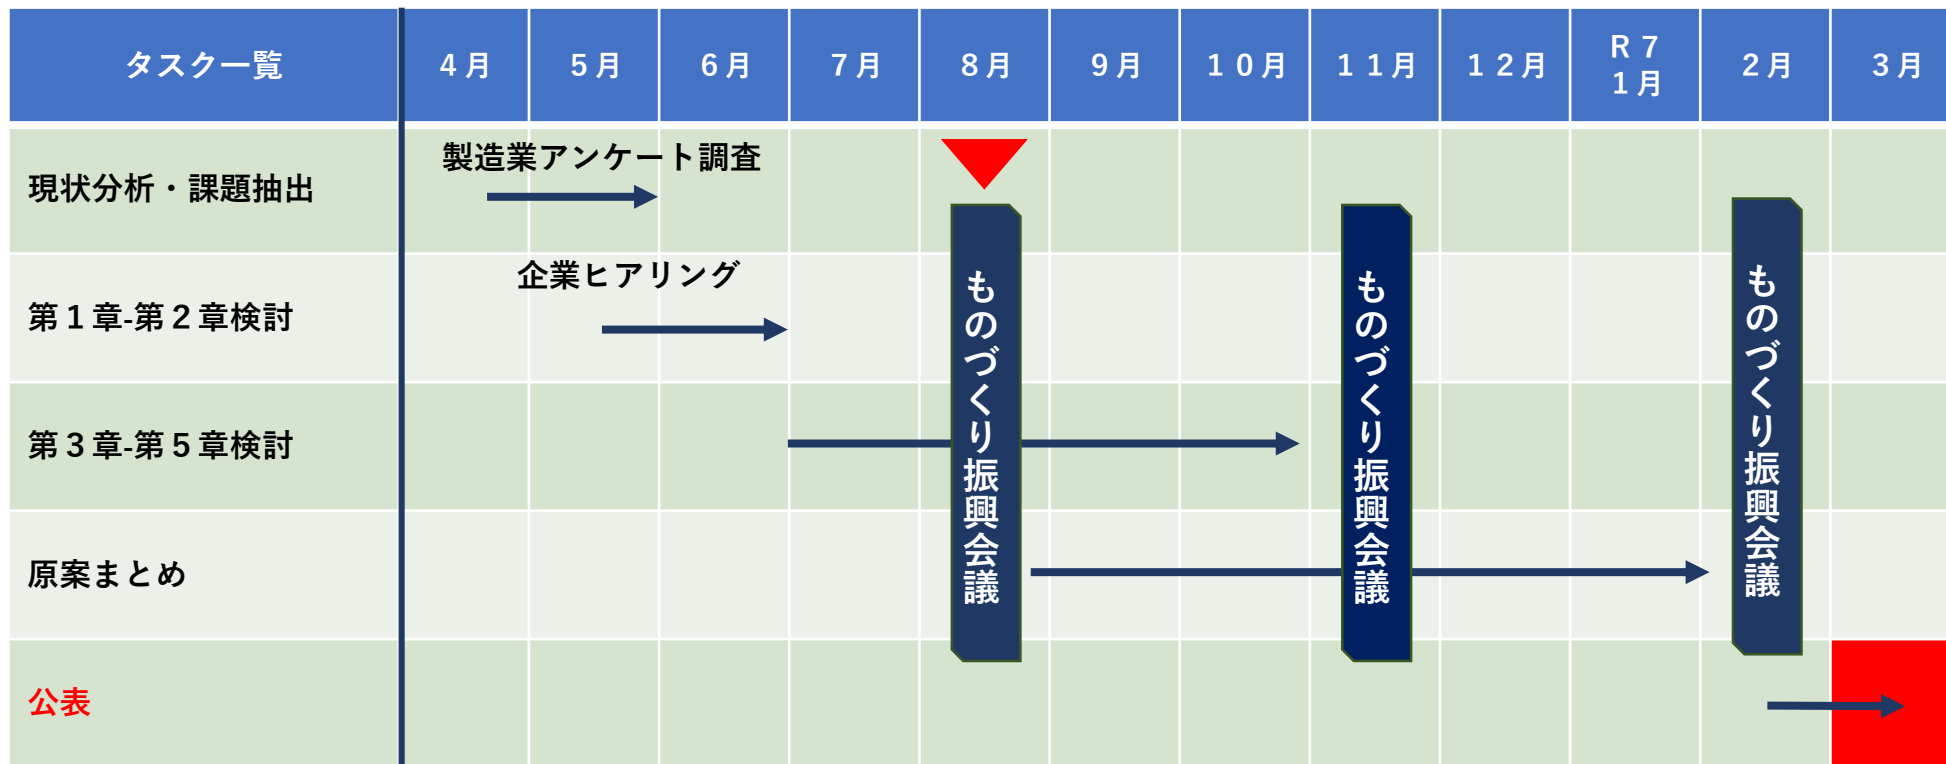 タスク一覧
4月
5月
6月
7月
8月
9月
10月
11月
12月
R7
1月
2月
3月
現状分析・課題抽出
製造業アンケート調査
第1章-第2章検討
企業ヒアリング
第3章-第5章検討
原案まとめ
公表
ものづくり振興会議
ものづくり振興会議
ものづくり振興会議